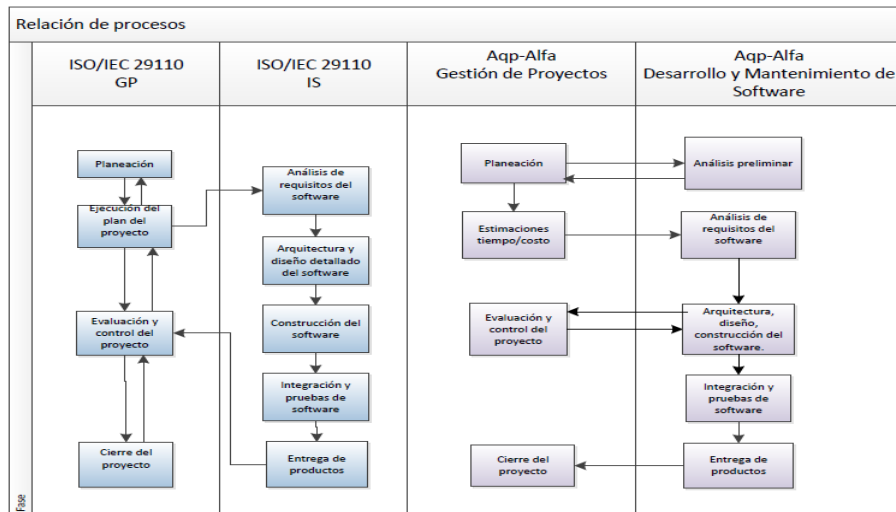 Relación de procesos
ISO/IEC 29110
GP
ISO/IEC 29110
IS
Aqp-Alfa
Gestión de Proyectos
Aqp-Alfa
Desarrollo y Mantenimiento de
Software
Planeación
Ejecución del
plan del
proyecto
Evaluación y
control del
proyecto
Cierre del
proyecto
Análisis de
requisitos del
software
Arquitectura y
diseño detallado
del software
Construcción del
software
Integración y
pruebas de
software
Entrega de
productos
Planeación
Estimaciones
tiempo/costo
Evaluación y
control del
proyecto
Cierre del
proyecto
Análisis preliminar
Análisis de
requisitos del
software
Arquitectura,
diseño,
construcción del
software.
Integración y
pruebas de
software
Entrega de
productos
Fase